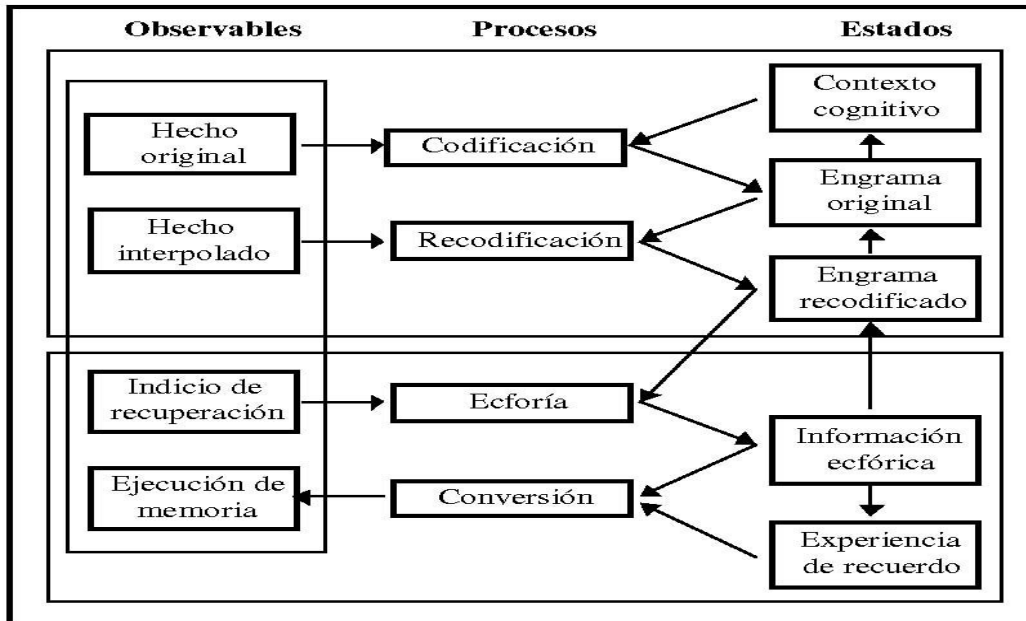 Observables Procesos Estados
Contexto
cognitivo
Hecho
original
Codificación
Engrama
original
Hecho
interpolado
Recodificación
Engrama
recodificado
Indicio de
recuperación
Ecforía
Información
ecfórica
Ejecución de
memoria
Conversión
Experiencia
de recuerdo